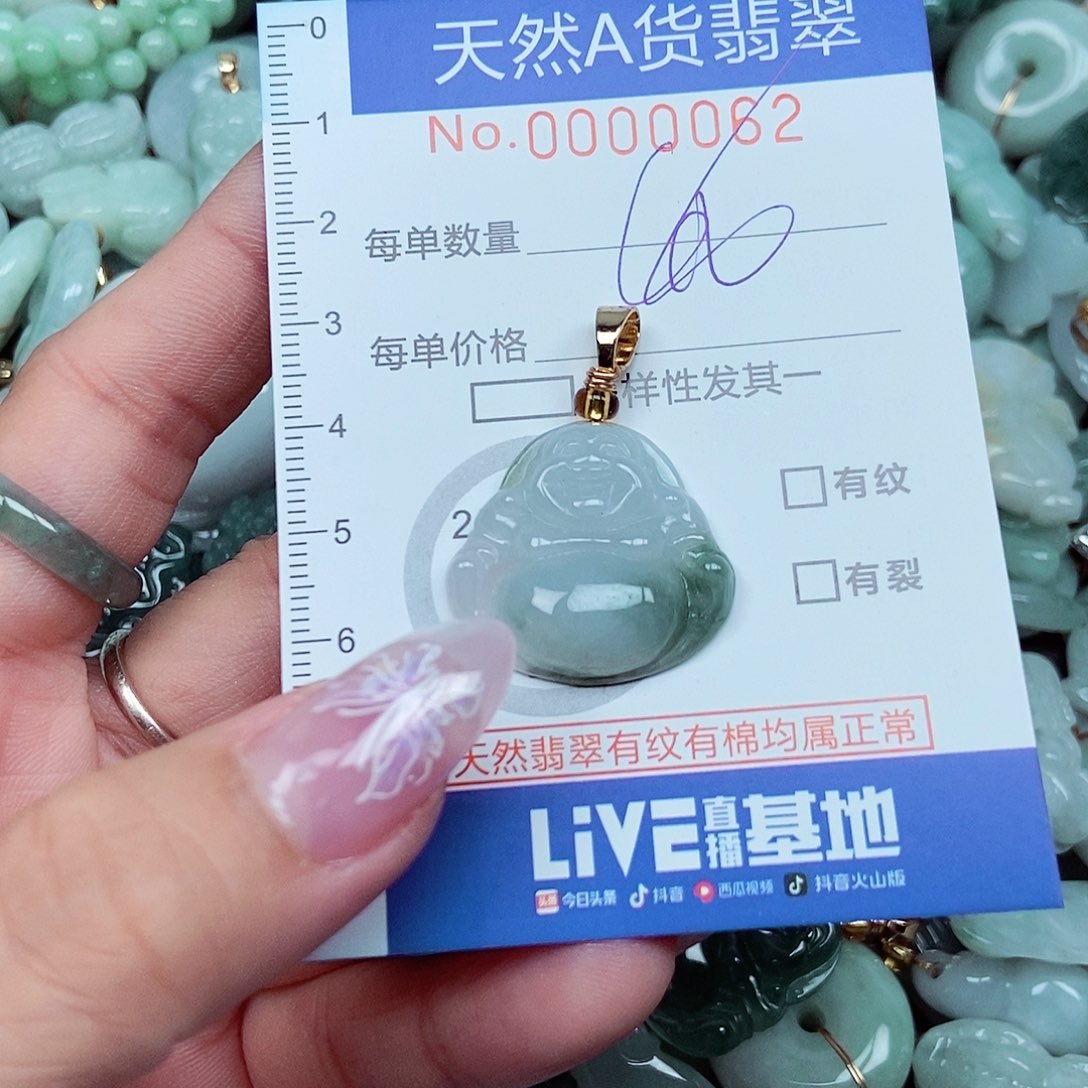 天然A货翡翠
0
No.0000062
1
2
每单数量
3
每单价格
样性发其一
4
有纹
5
2
有裂
6
天然翡翠有纹有棉均属正常
LiVE直播基地
头条 今日头条 抖音 西瓜视频 抖音火山版